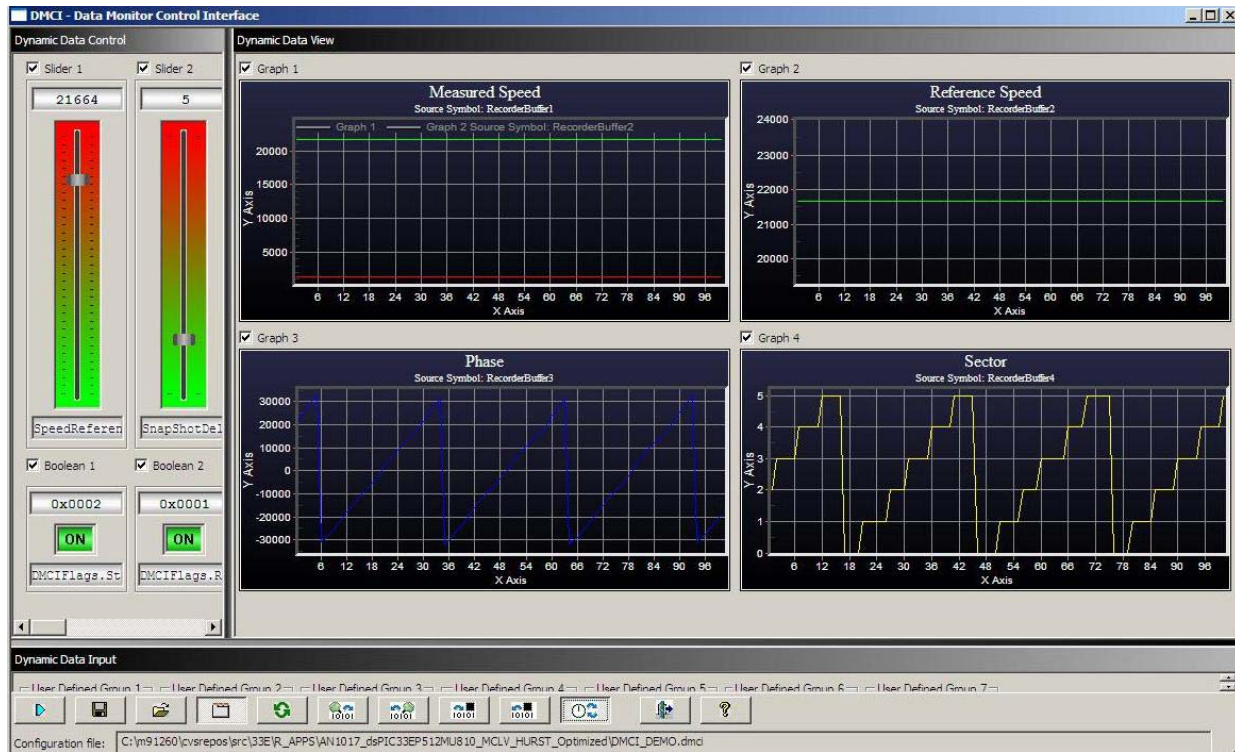 DMCI - Data Monitor Control Interface
Dynamic Data Control
Dynamic Data View
Slider 1 Slider 2
21664 5
SpeedReferen SnapShotDel
Boolean 1 Boolean 2
0x0002 0x0001
ON ON
DMCIFlags.St DMCIFlags.R
Graph 1
Measured Speed
Source Symbol: RecorderBuffer1
Graph 1 Graph 2 Source Symbol: RecorderBuffer2
20000
15000
10000
5000
Y Axis
6 12 18 24 30 36 42 48 54 60 66 72 78 84 90 96
X Axis
Graph 2
Reference Speed
Source Symbol: RecorderBuffer2
24000
23000
22000
21000
20000
Y Axis
6 12 18 24 30 36 42 48 54 60 66 72 78 84 90 96
X Axis
Graph 3
Phase
Source Symbol: RecorderBuffer3
30000
20000
10000
0
-10000
-20000
-30000
Y Axis
6 12 18 24 30 36 42 48 54 60 66 72 78 84 90 96
X Axis
Graph 4
Sector
Source Symbol: RecorderBuffer4
5
4
3
2
1
0
Y Axis
6 12 18 24 30 36 42 48 54 60 66 72 78 84 90 96
X Axis
Dynamic Data Input
User Defined Group 1 User Defined Group 2 User Defined Group 3 User Defined Group 4 User Defined Group 5 User Defined Group 6 User Defined Group 7
10101 10101 10101 10101 ?
Configuration file: C:\m91260\cvsrepos\src\33E\R_APPS\AN1017_dsPIC33EP512MU810_MCLV_HURST_Optimized\DMCI_DEMO.dmci